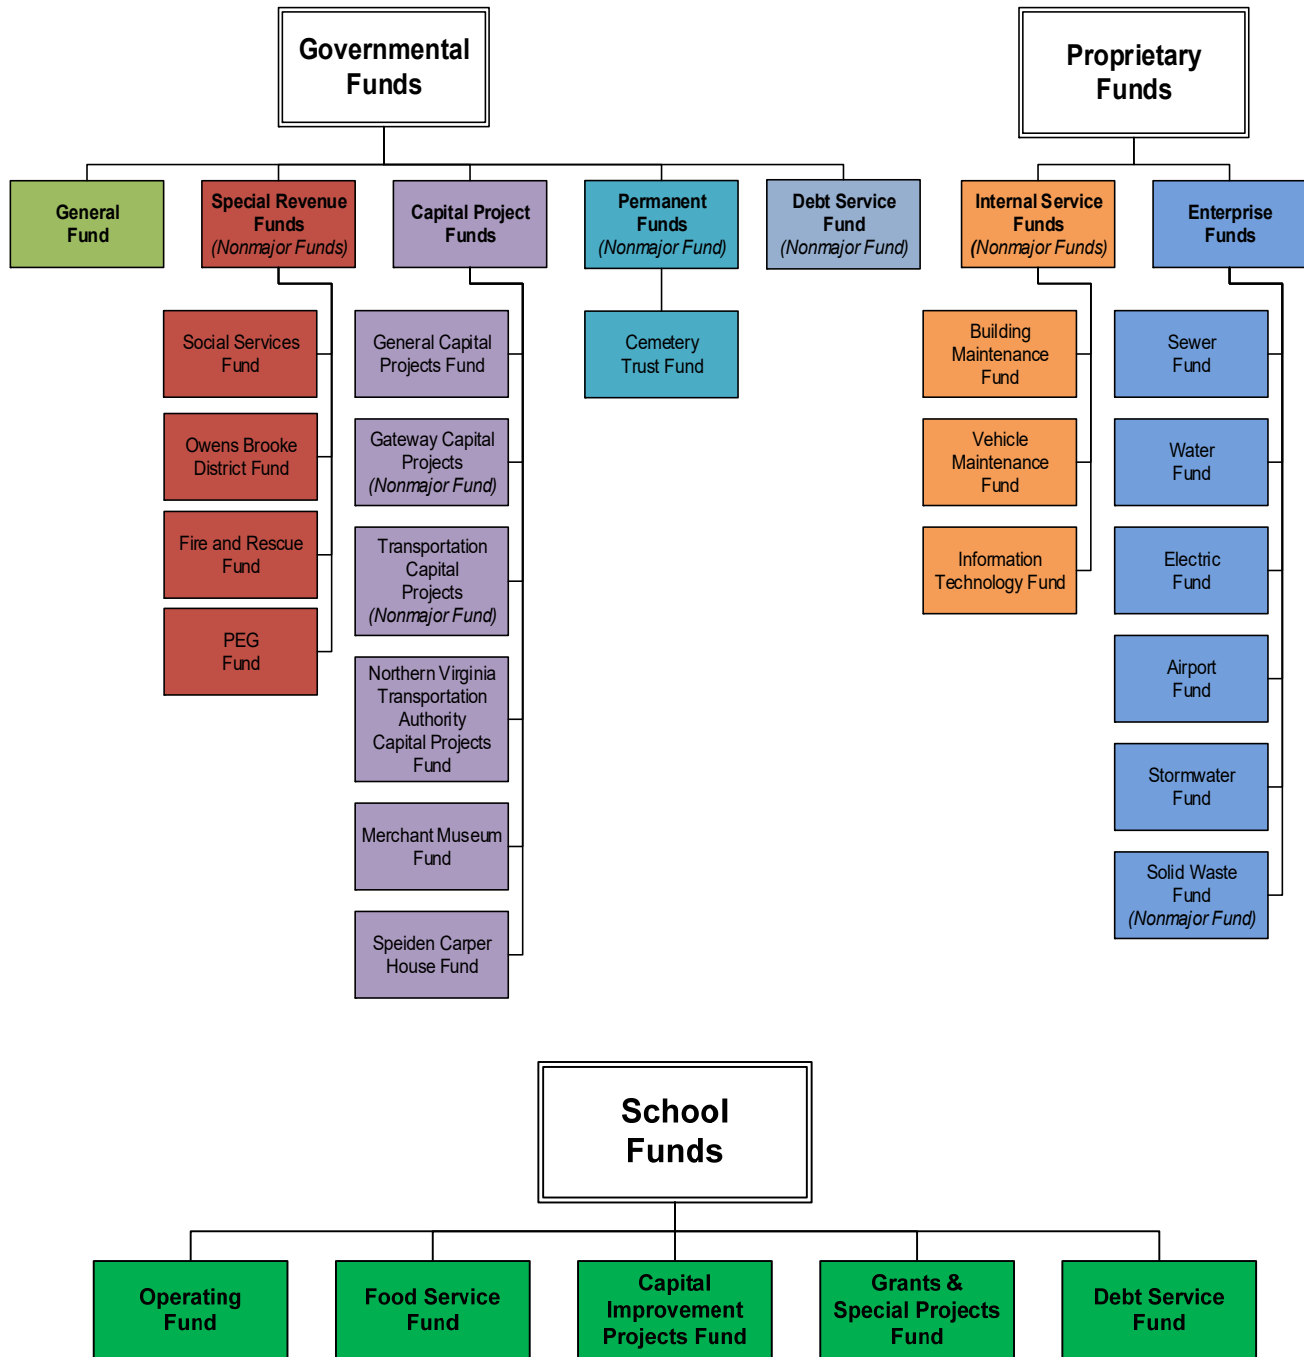 Governmental
Funds
Proprietary
Funds
General
Fund
Special Revenue
Funds
(Nonmajor Funds)
Capital Project
Funds
Permanent
Funds
(Nonmajor Fund)
Debt Service
Fund
(Nonmajor Fund)
Internal Service
Funds
(Nonmajor Funds)
Enterprise
Funds
Social Services
Fund
Owens Brooke
District Fund
Fire and Rescue
Fund
PEG
Fund
General Capital
Projects Fund
Gateway Capital
Projects
(Nonmajor Fund)
Transportation
Capital
Projects
(Nonmajor Fund)
Northern Virginia
Transportation
Authority
Capital Projects
Fund
Merchant Museum
Fund
Speiden Carper
House Fund
Cemetery
Trust Fund
Building
Maintenance
Fund
Vehicle
Maintenance
Fund
Information
Technology Fund
Sewer
Fund
Water
Fund
Electric
Fund
Airport
Fund
Stormwater
Fund
Solid Waste
Fund
(Nonmajor Fund)
School
Funds
Operating
Fund
Food Service
Fund
Capital
Improvement
Projects Fund
Grants &
Special Projects
Fund
Debt Service
Fund